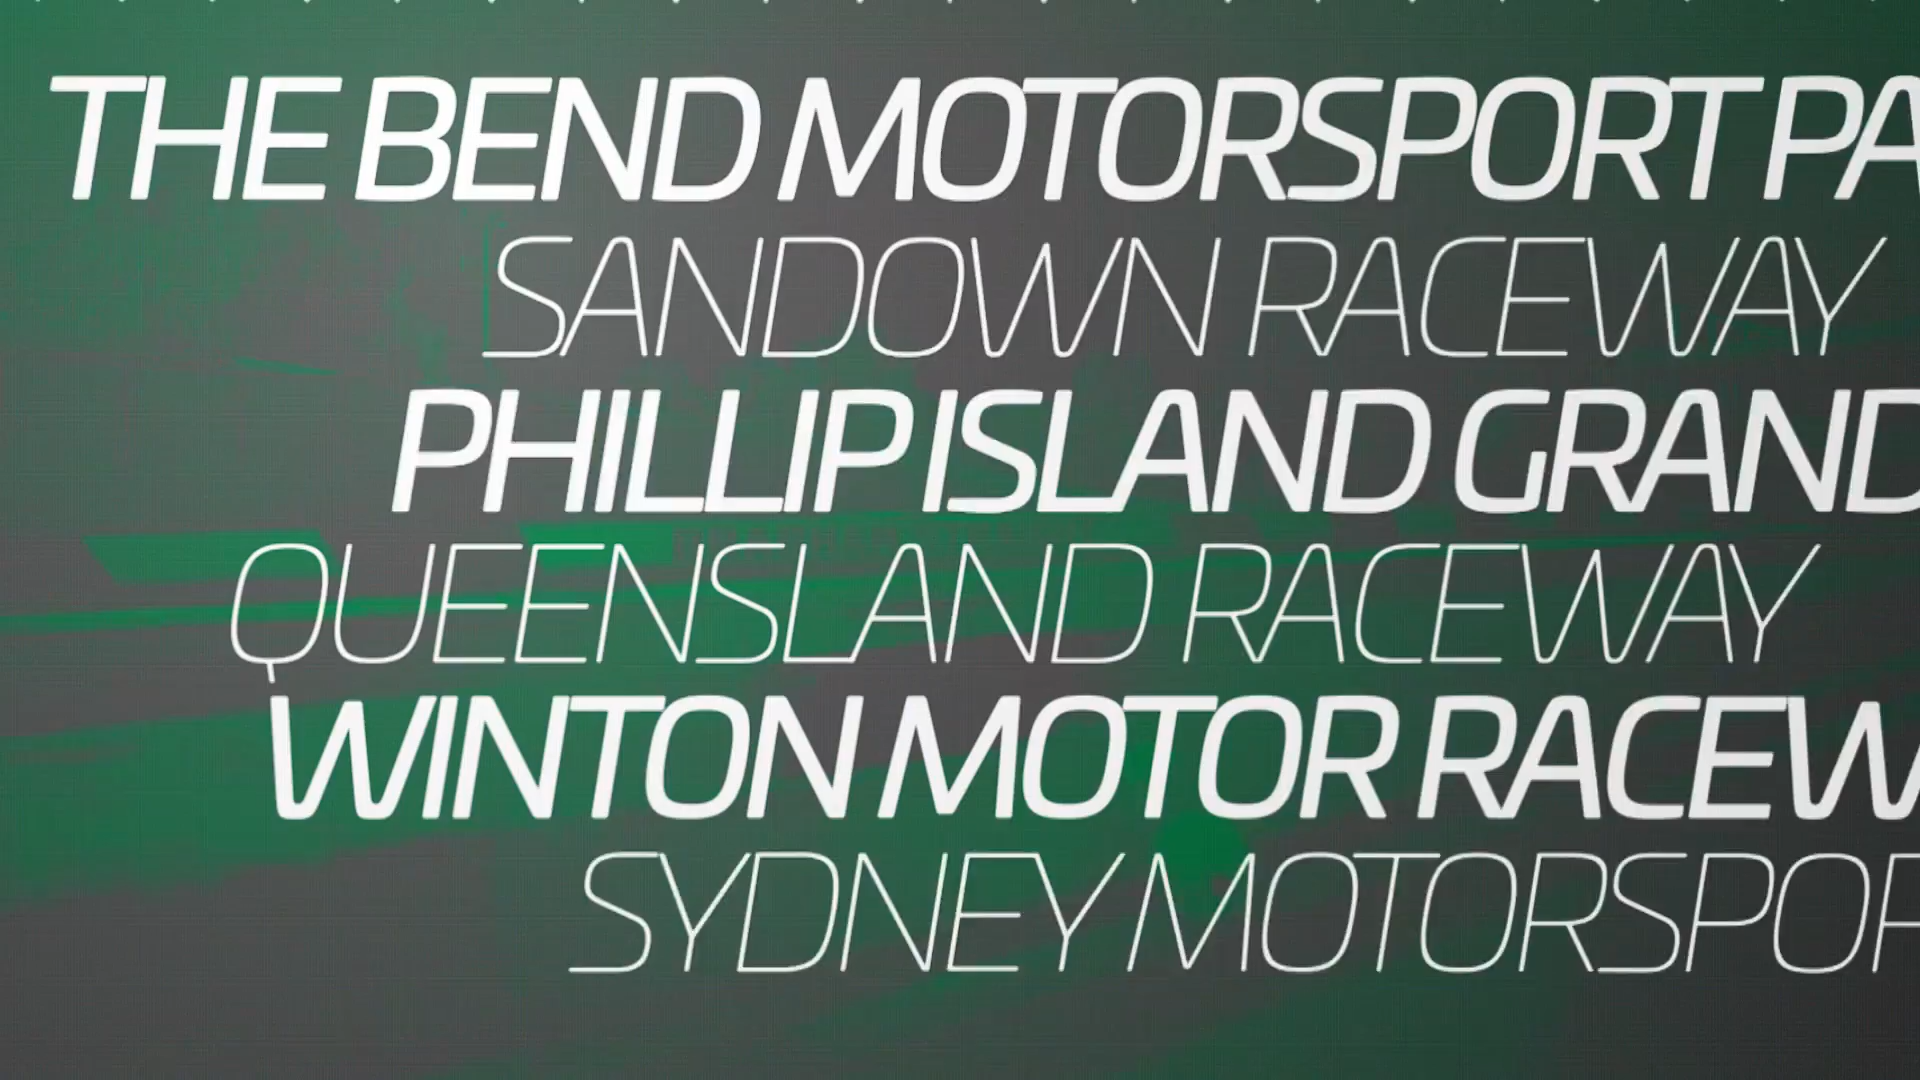 THE BEND MOTORSPORT PA
SANDOWN RACEWAY
PHILLIP ISLAND GRAND
QUEENSLAND RACEWAY
WINTON MOTOR RACEW
SYDNEY MOTORSPOR